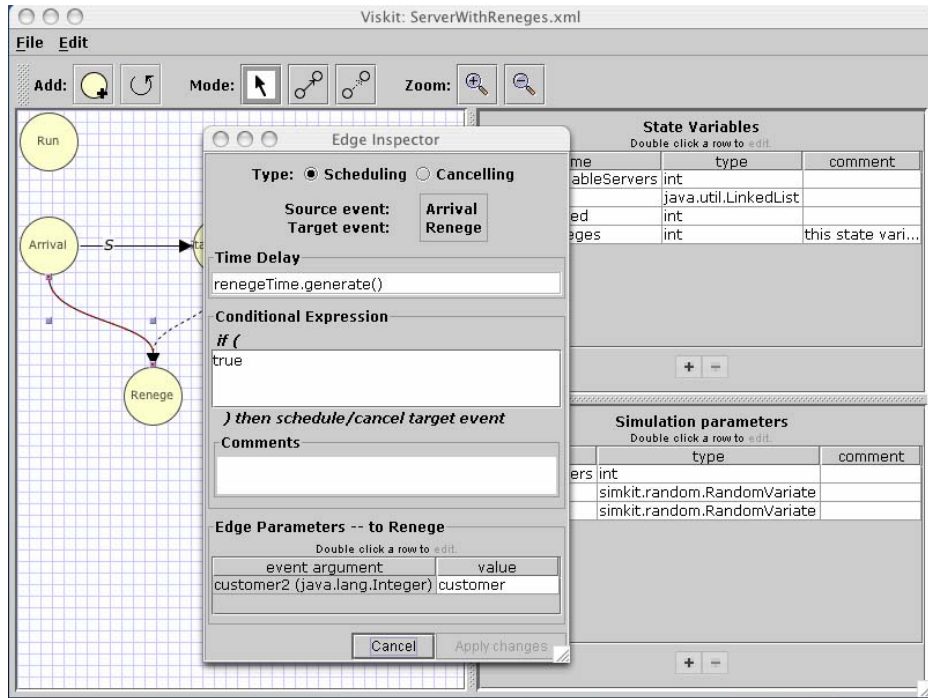 Viskit: ServerWithReneges.xml
File Edit
Add: Mode: Zoom:
Run
Arrival
S
Renege
Edge Inspector
Type: Scheduling Cancelling
Source event: Arrival
Target event: Renege
Time Delay
renegeTime.generate()
Conditional Expression
if (
true
) then schedule/cancel target event
Comments
Edge Parameters -- to Renege
Double click a row to edit.
event argument value
customer2 (java.lang.Integer) customer
Cancel Apply changes
State Variables
Double click a row to edit.
me type comment
ableServers int
java.util.LinkedList
ed int
eges int this state vari...
+ −
Simulation parameters
Double click a row to edit.
type comment
ers int
simkit.random.RandomVariate
simkit.random.RandomVariate
+ −